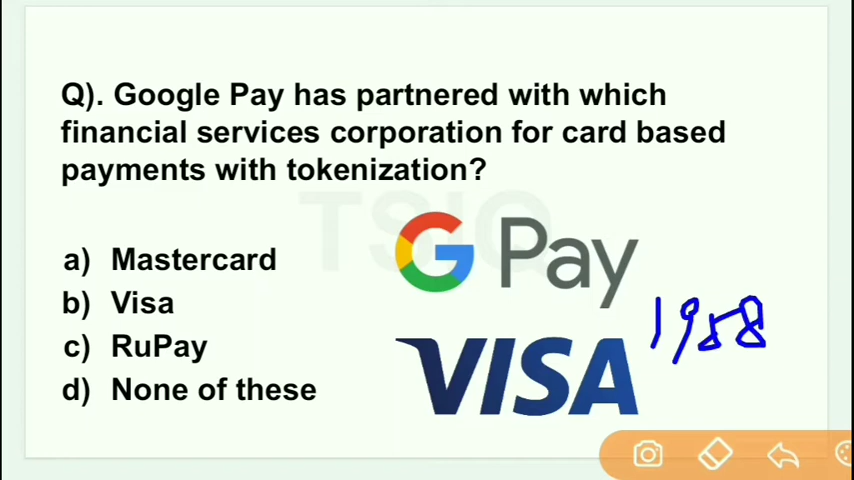 Q). Google Pay has partnered with which
financial services corporation for card based
payments with tokenization?
TSIQ
a) Mastercard
b) Visa
c) RuPay
d) None of these
G Pay
VISA
1958